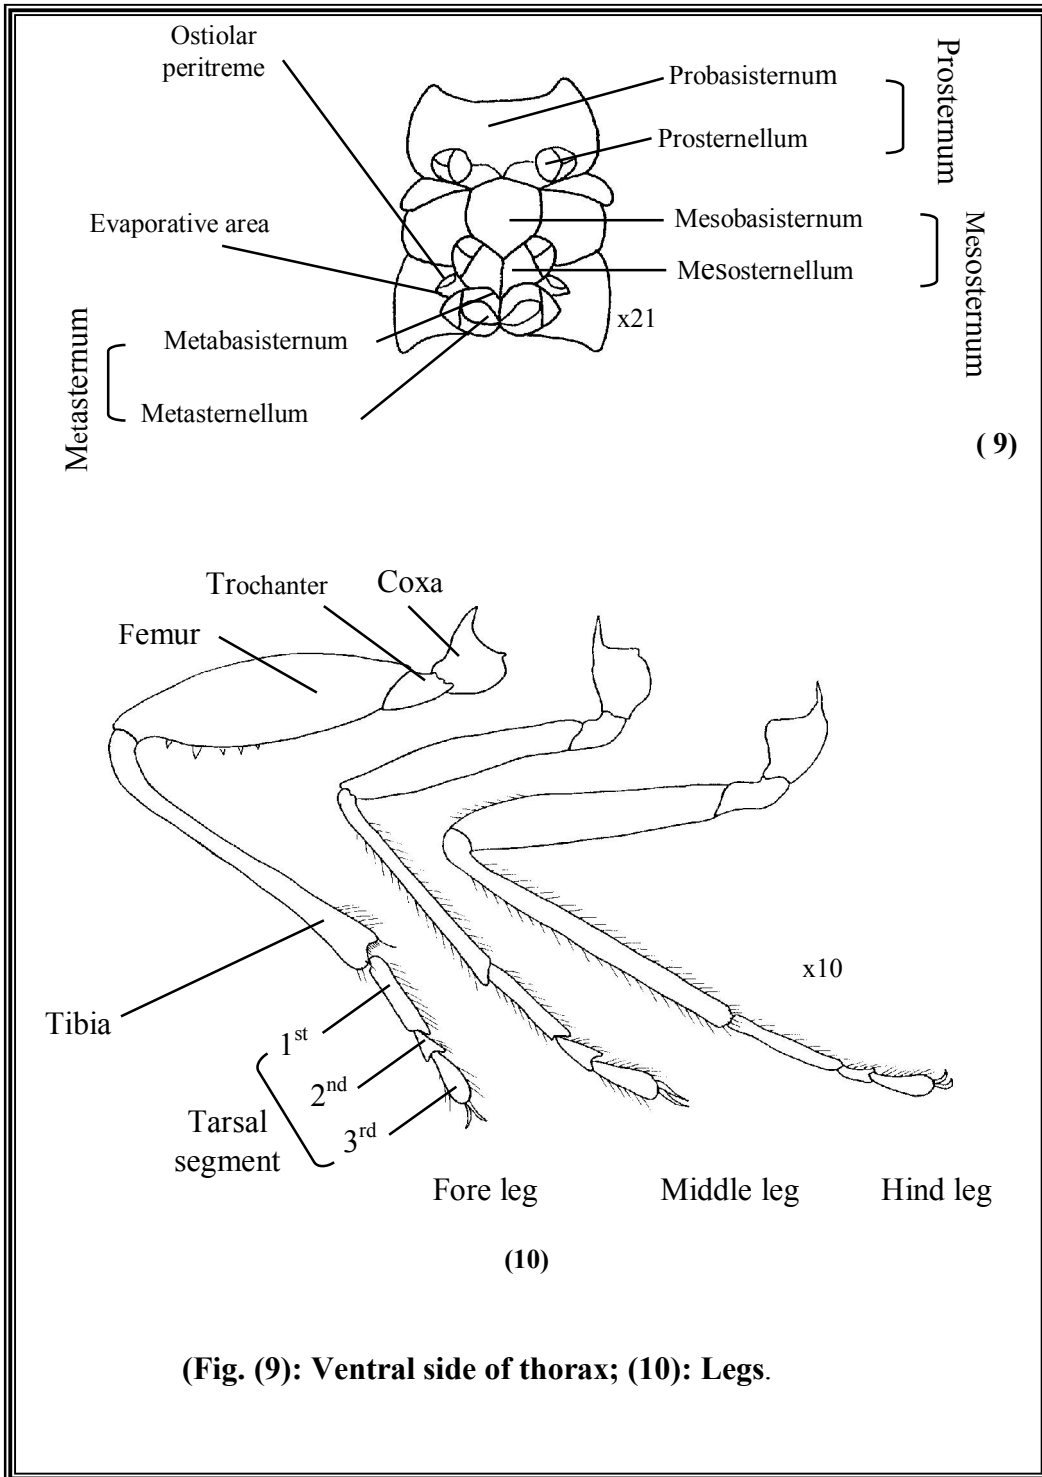 Ostiolar
peritreme
Probasisternum
Prosternellum
Prosternum
Evaporative area
Mesobasisternum
Mesosternellum
Mesosternum
x21
Metabasisternum
Metasternellum
Metasternum
( 9)
Trochanter
Coxa
Femur
x10
Tibia
1st
2nd
3rd
Tarsal
segment
Fore leg
Middle leg
Hind leg
(10)
(Fig. (9): Ventral side of thorax; (10): Legs.